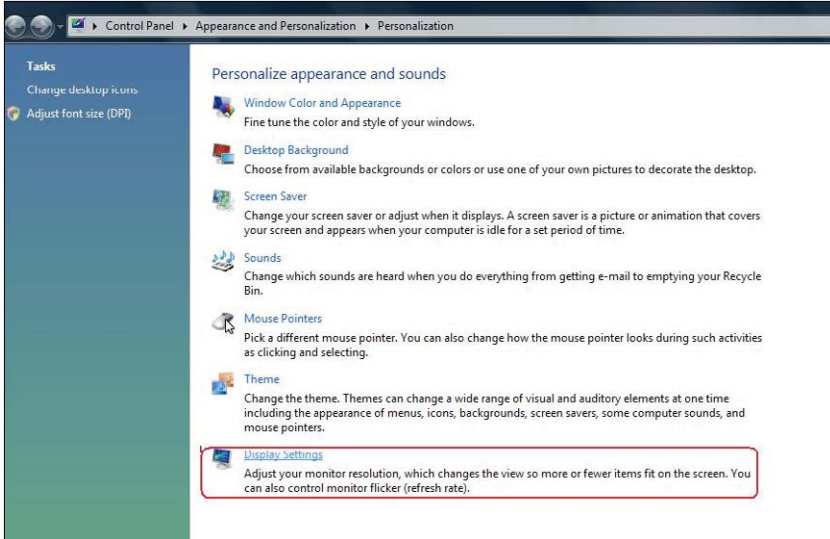 Control Panel
Appearance and Personalization
Personalization
Tasks
Change desktop icons
Adjust font size (DPI)
Personalize appearance and sounds
Window Color and Appearance
Fine tune the color and style of your windows.
Desktop Background
Choose from available backgrounds or colors or use one of your own pictures to decorate the desktop.
Screen Saver
Change your screen saver or adjust when it displays. A screen saver is a picture or animation that covers
your screen and appears when your computer is idle for a set period of time.
Sounds
Change which sounds are heard when you do everything from getting e-mail to emptying your Recycle
Bin.
Mouse Pointers
Pick a different mouse pointer. You can also change how the mouse pointer looks during such activities
as clicking and selecting.
Theme
Change the theme. Themes can change a wide range of visual and auditory elements at one time
including the appearance of menus, icons, backgrounds, screen savers, some computer sounds, and
mouse pointers.
Display Settings
Adjust your monitor resolution, which changes the view so more or fewer items fit on the screen. You
can also control monitor flicker (refresh rate).